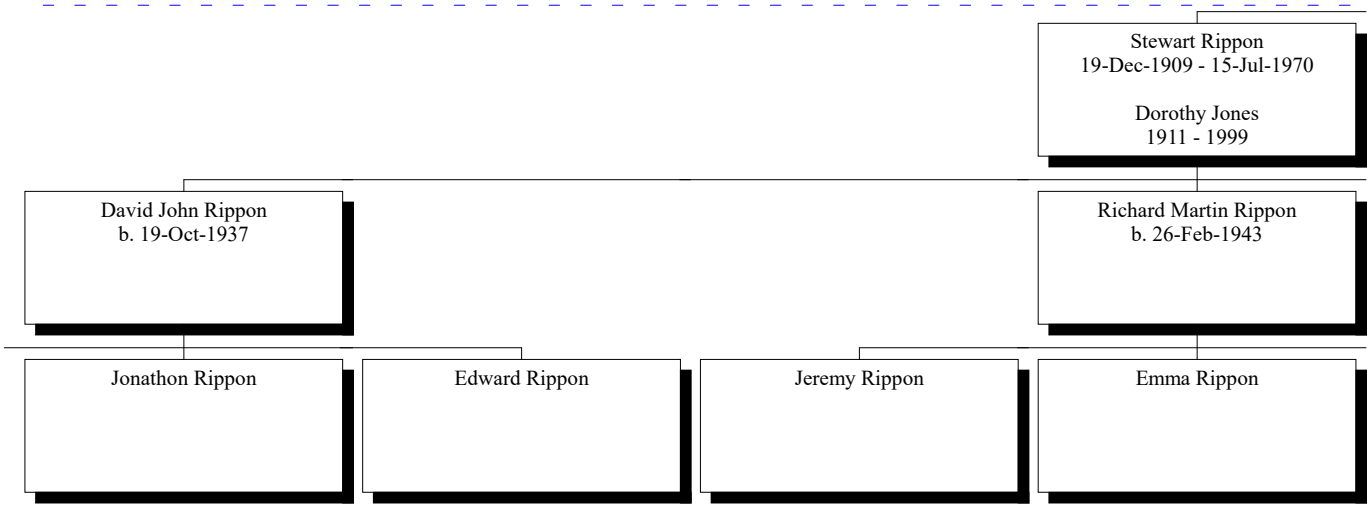 Stewart Rippon
19-Dec-1909 - 15-Jul-1970
Dorothy Jones
1911 - 1999
David John Rippon
b. 19-Oct-1937
Richard Martin Rippon
b. 26-Feb-1943
Jonathon Rippon
Edward Rippon
Jeremy Rippon
Emma Rippon